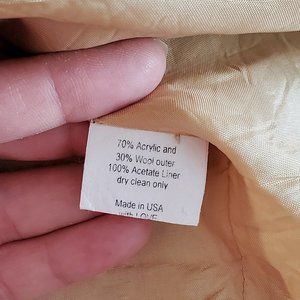 70% Acrylic and
30% Wool outer
100% Acetate Liner
dry clean only
Made in USA
with LOVE